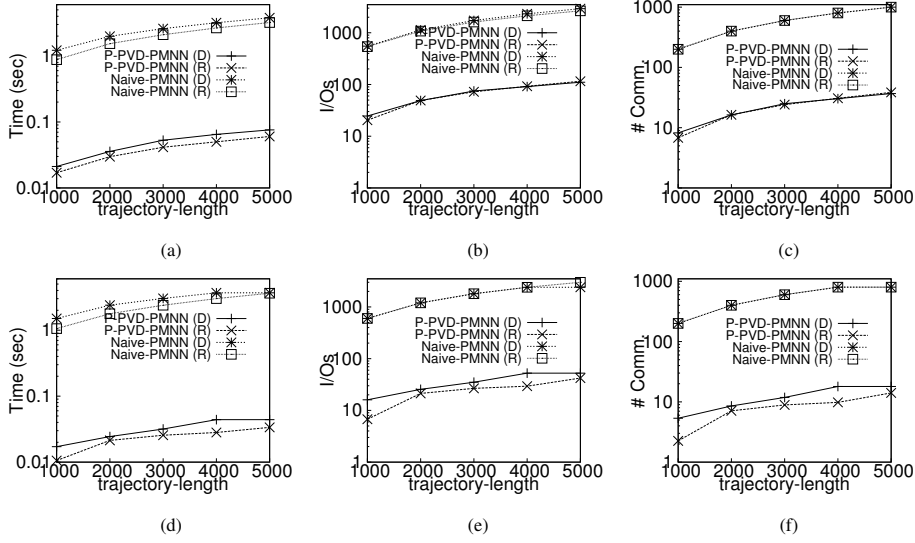 Time (sec)
1
0.1
0.01
P-PVD-PMNN (D)
P-PVD-PMNN (R)
Naive-PMNN (D)
Naive-PMNN (R)
1000 2000 3000 4000 5000
trajectory-length
(a)
I/Os
1000
100
10
1
P-PVD-PMNN (D)
P-PVD-PMNN (R)
Naive-PMNN (D)
Naive-PMNN (R)
1000 2000 3000 4000 5000
trajectory-length
(b)
# Comm.
1000
100
10
1
P-PVD-PMNN (D)
P-PVD-PMNN (R)
Naive-PMNN (D)
Naive-PMNN (R)
1000 2000 3000 4000 5000
trajectory-length
(c)
Time (sec)
1
0.1
0.01
PVD-PMNN (D)
P-PVD-PMNN (R)
Naive-PMNN (D)
Naive-PMNN (R)
1000 2000 3000 4000 5000
trajectory-length
(d)
I/Os
1000
100
10
1
P-PVD-PMNN (D)
P-PVD-PMNN (R)
Naive-PMNN (D)
Naive-PMNN (R)
1000 2000 3000 4000 5000
trajectory-length
(e)
# Comm.
1000
100
10
1
P-PVD-PMNN (D)
P-PVD-PMNN (R)
Naive-PMNN (D)
Naive-PMNN (R)
1000 2000 3000 4000 5000
trajectory-length
(f)